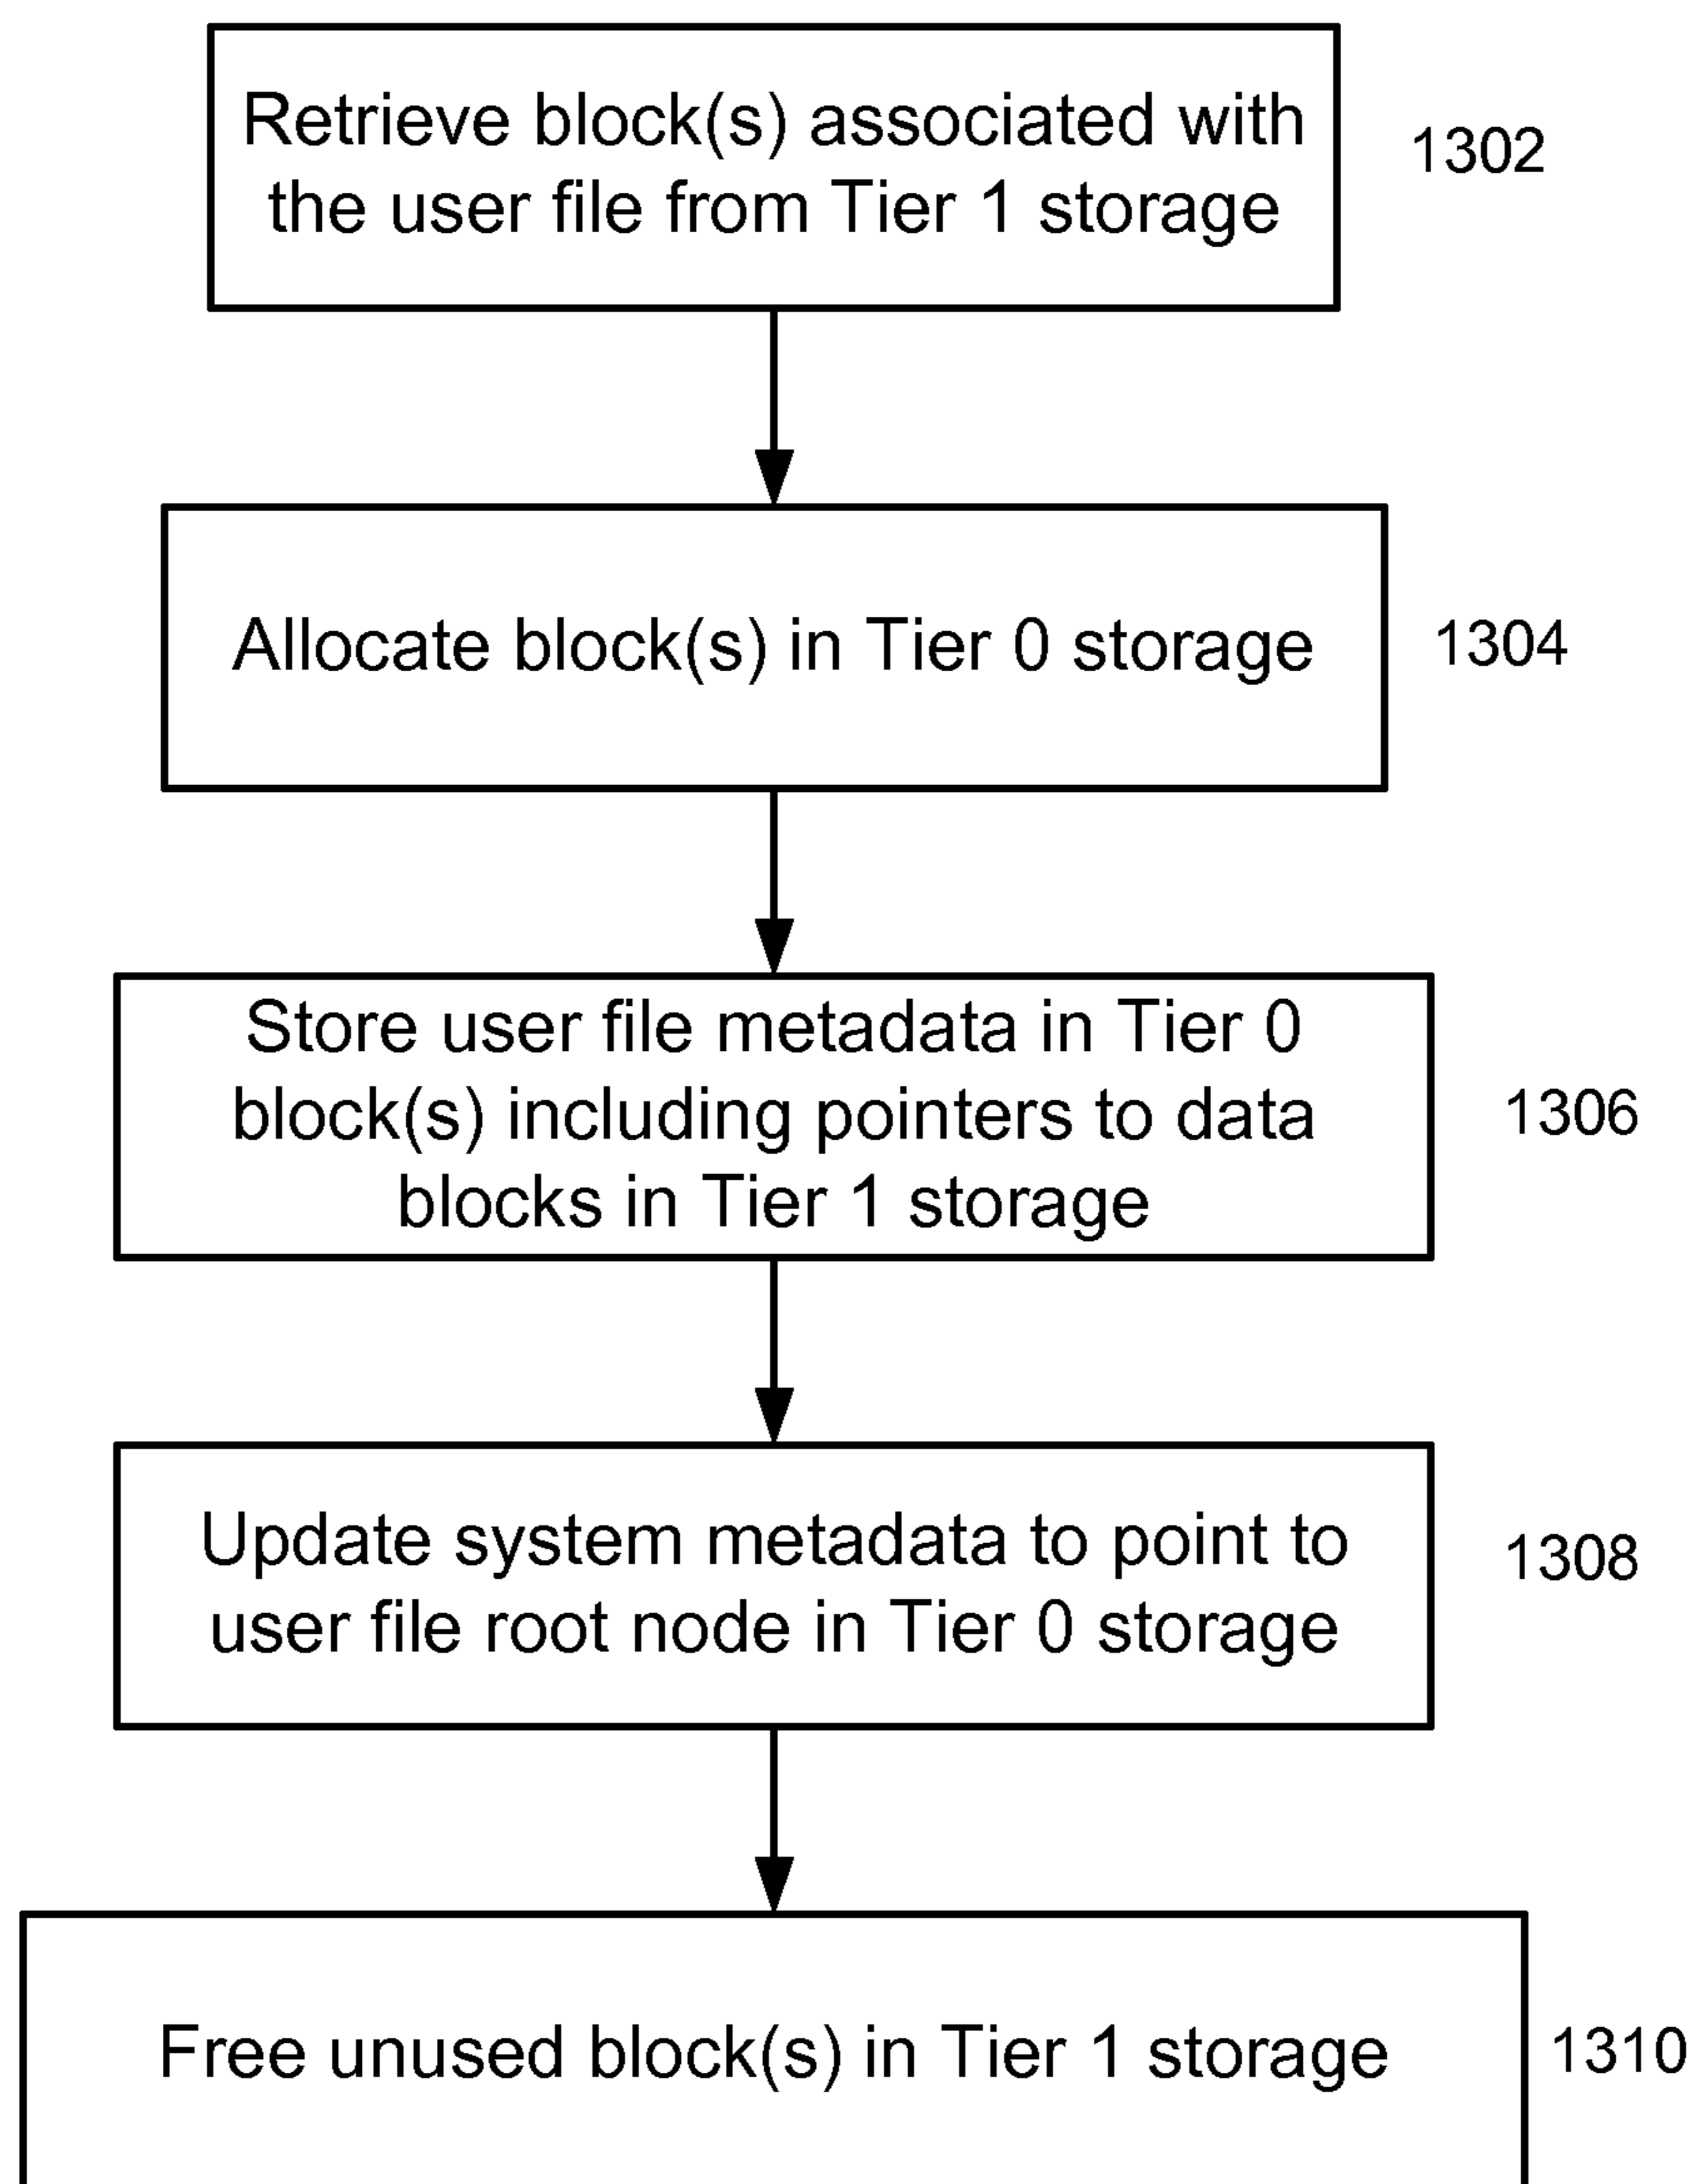 Retrieve block(s) associated with
the user file from Tier 1 storage
1302
Allocate block(s) in Tier 0 storage
1304
Store user file metadata in Tier 0
block(s) including pointers to data
blocks in Tier 1 storage
1306
Update system metadata to point to
user file root node in Tier 0 storage
1308
Free unused block(s) in Tier 1 storage
1310